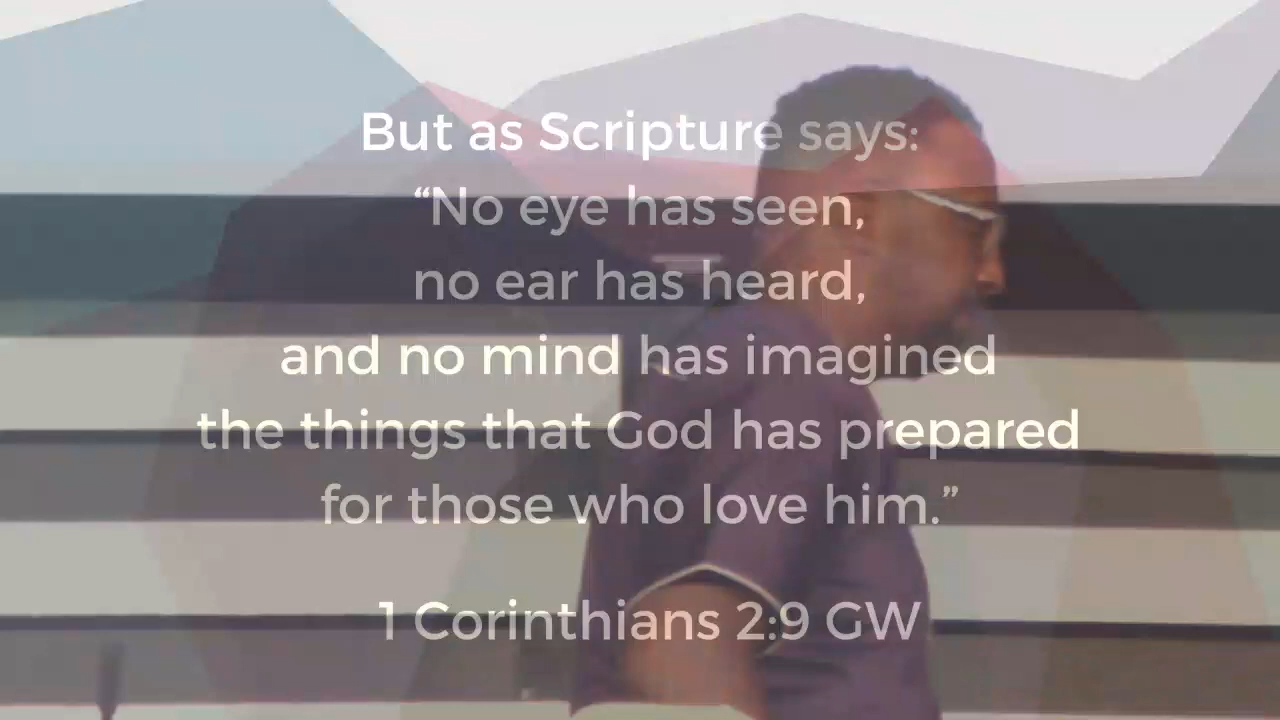 But as Scripture says:
“No eye has seen,
no ear has heard,
and no mind has imagined
the things that God has prepared
for those who love him.”
1 Corinthians 2:9 GW